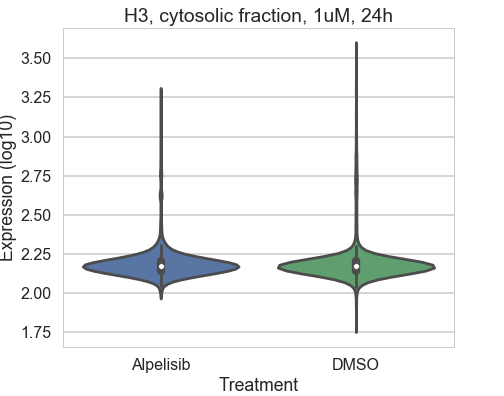 H3, cytosolic fraction, 1uM, 24h
Expression (log10)
3.50
3.25
3.00
2.75
2.50
2.25
2.00
1.75
Alpelisib DMSO
Treatment